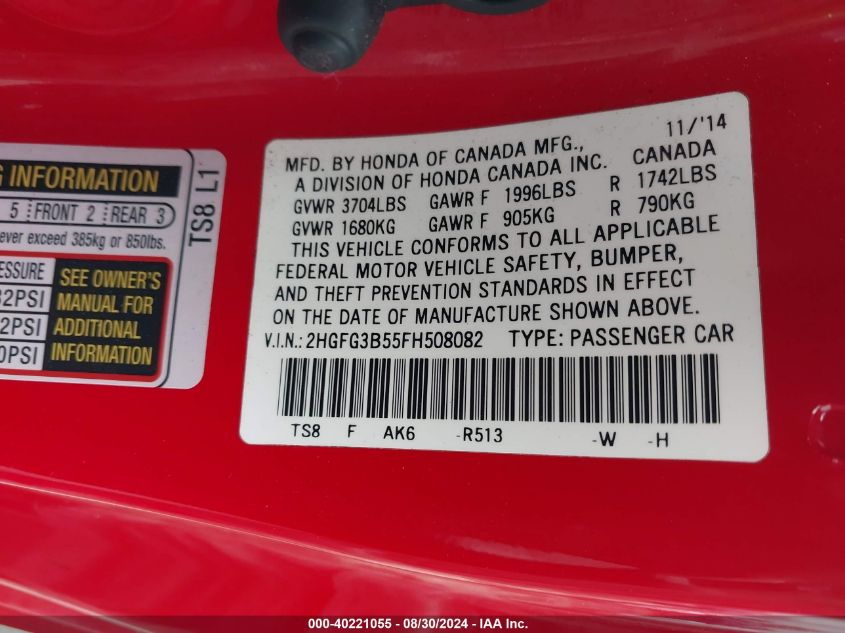 G INFORMATION
5 FRONT 2 REAR 3
ever exceed 385kg or 850lbs.
RESSURE
32PSI
2PSI
0PSI
SEE OWNER'S
MANUAL FOR
ADDITIONAL
INFORMATION
TS8 L1
11/'14
MFD. BY HONDA OF CANADA MFG.,
A DIVISION OF HONDA CANADA INC. CANADA
GVWR 3704LBS GAWR F 1996LBS R 1742LBS
GVWR 1680KG GAWR F 905KG R 790KG
THIS VEHICLE CONFORMS TO ALL APPLICABLE
FEDERAL MOTOR VEHICLE SAFETY, BUMPER,
AND THEFT PREVENTION STANDARDS IN EFFECT
ON THE DATE OF MANUFACTURE SHOWN ABOVE.
V.I.N.: 2HGFG3B55FH508082 TYPE: PASSENGER CAR
TS8 F AK6 -R513 -W -H
000-40221055 - 08/30/2024 - IAA Inc.